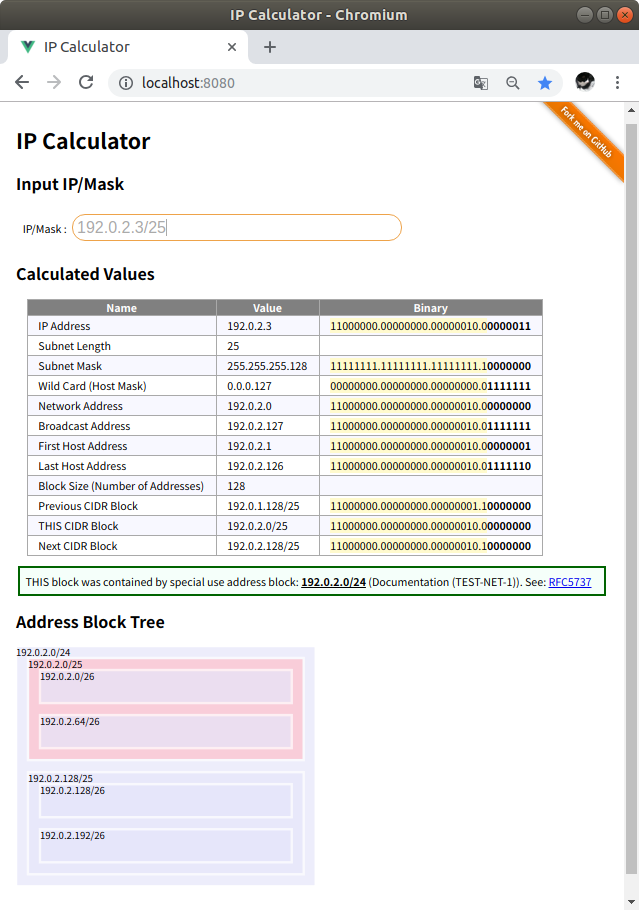 IP Calculator - Chromium
IP Calculator
localhost:8080
Fork me on GitHub
IP Calculator
Input IP/Mask
IP/Mask : 192.0.2.3/25
Calculated Values
Name Value Binary
IP Address 192.0.2.3 11000000.00000000.00000010.00000011
Subnet Length 25
Subnet Mask 255.255.255.128 11111111.11111111.11111111.10000000
Wild Card (Host Mask) 0.0.0.127 00000000.00000000.00000000.01111111
Network Address 192.0.2.0 11000000.00000000.00000010.00000000
Broadcast Address 192.0.2.127 11000000.00000000.00000010.01111111
First Host Address 192.0.2.1 11000000.00000000.00000010.00000001
Last Host Address 192.0.2.126 11000000.00000000.00000010.01111110
Block Size (Number of Addresses) 128
Previous CIDR Block 192.0.1.128/25 11000000.00000000.00000001.10000000
THIS CIDR Block 192.0.2.0/25 11000000.00000000.00000010.00000000
Next CIDR Block 192.0.2.128/25 11000000.00000000.00000010.10000000
THIS block was contained by special use address block: 192.0.2.0/24 (Documentation (TEST-NET-1)). See: RFC5737
Address Block Tree
192.0.2.0/24
192.0.2.0/25
192.0.2.0/26
192.0.2.64/26
192.0.2.128/25
192.0.2.128/26
192.0.2.192/26